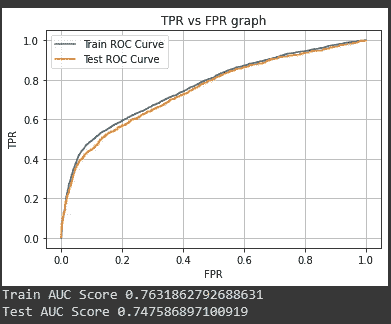 TPR vs FPR graph
Train ROC Curve
Test ROC Curve
1.0
0.8
0.6
0.4
0.2
0.0
TPR
0.0 0.2 0.4 0.6 0.8 1.0
FPR
Train AUC Score 0.7631862792688631
Test AUC Score 0.747586897100919